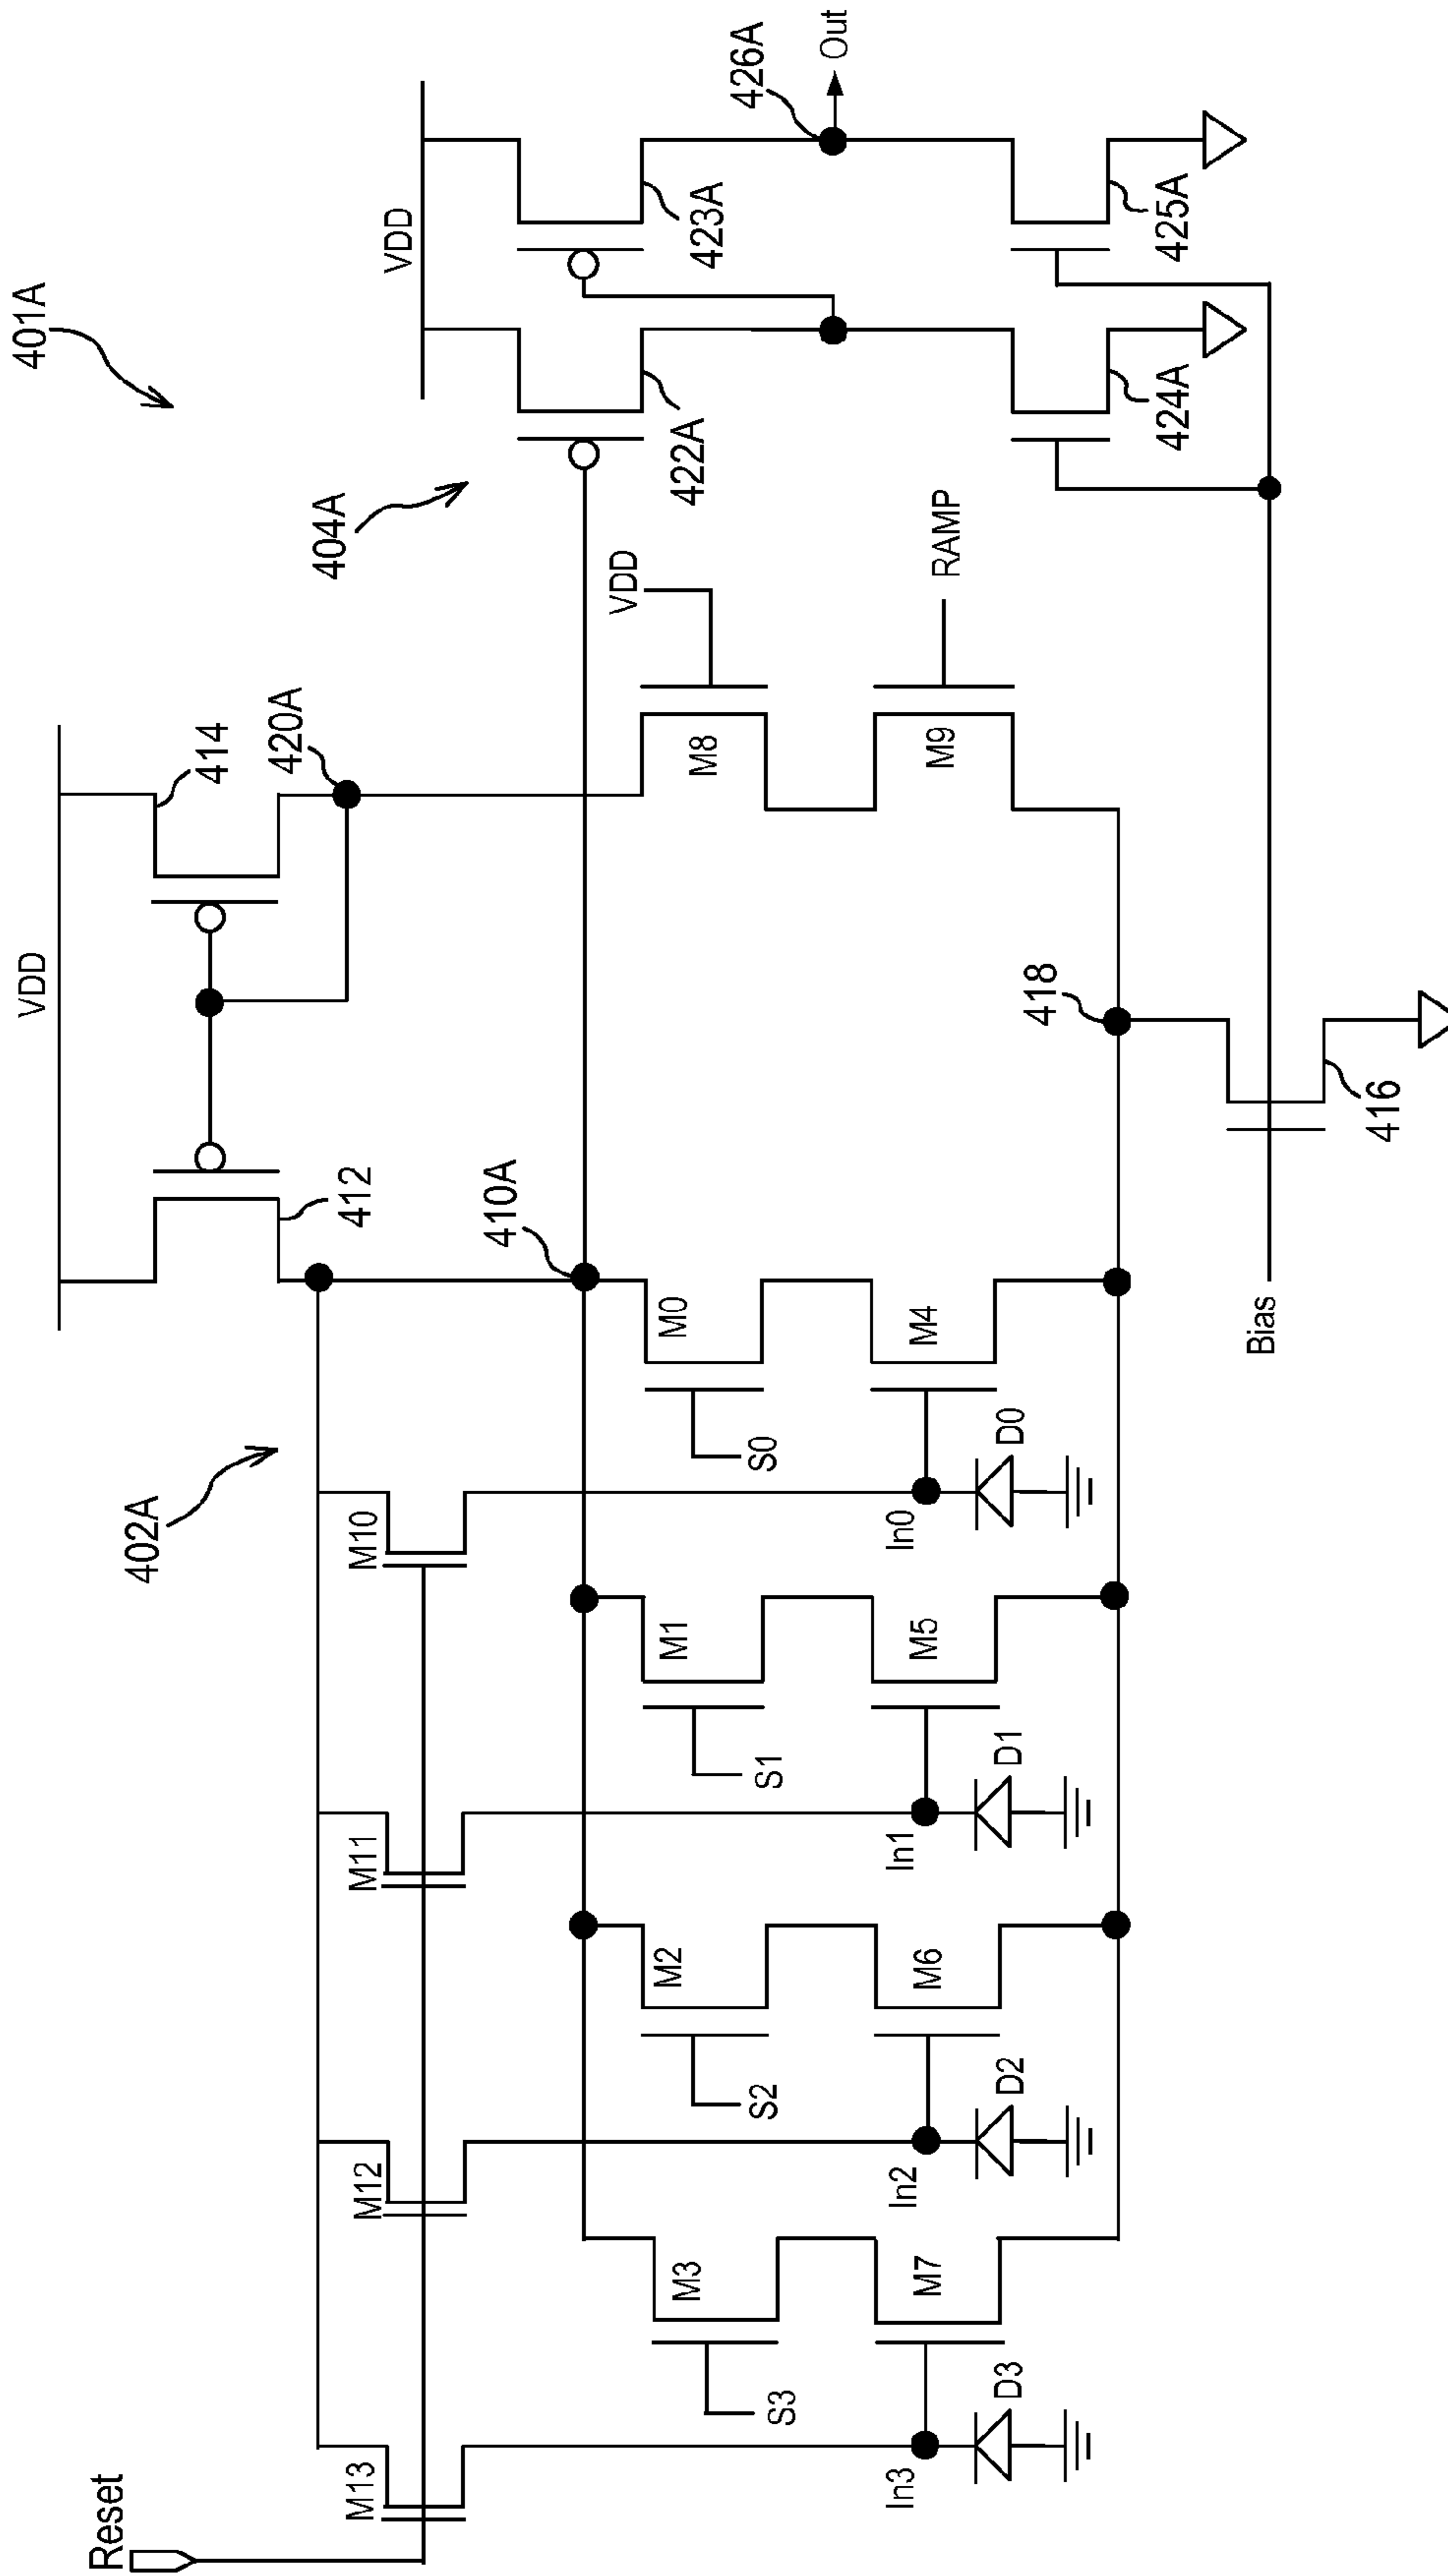 Reset
402A
401A
VDD
412
414
420A
404A
VDD
410A
422A
423A
426A
Out
M13
M12
M11
M10
VDD
RAMP
M3
M2
M1
M0
M8
S3
S2
S1
S0
M7
M6
M5
M4
M9
In3
In2
In1
In0
D3
D2
D1
D0
418
424A
425A
Bias
416